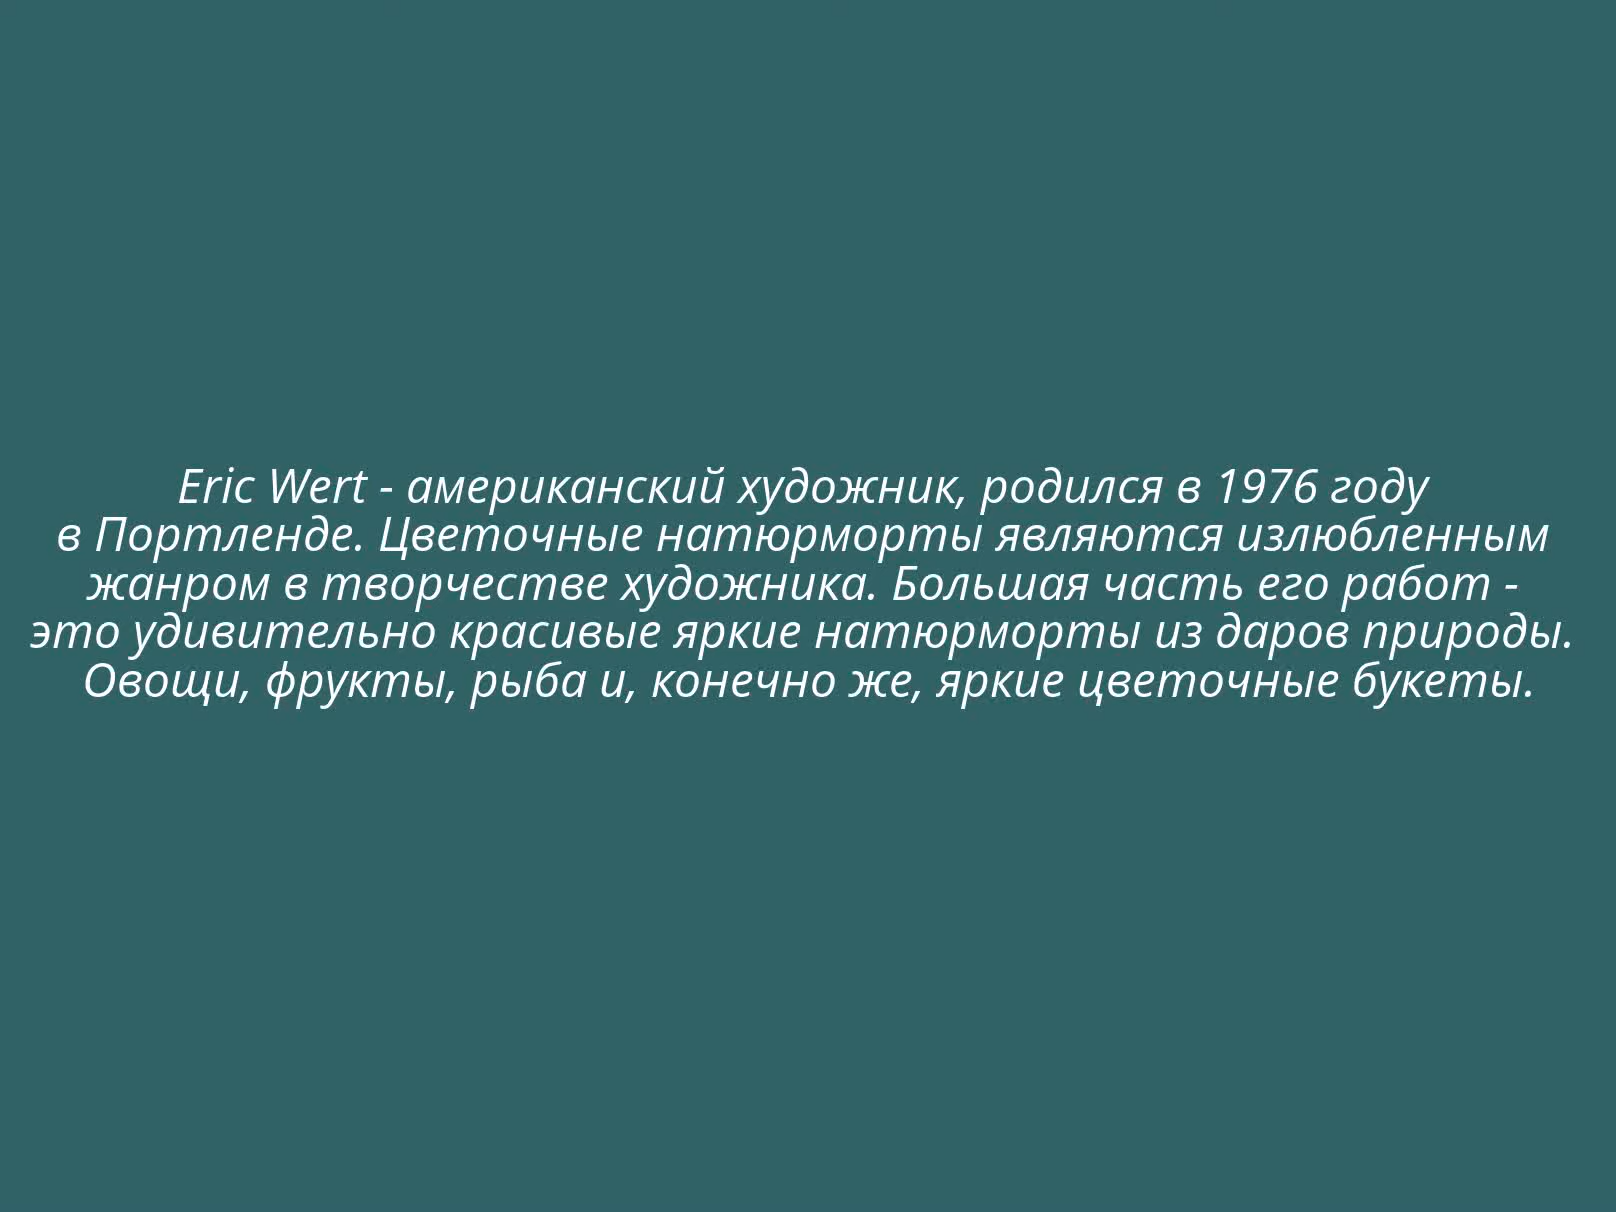 Eric Wert - американский художник, родился в 1976 году
в Портленде. Цветочные натюрморты являются излюбленным
жанром в творчестве художника. Большая часть его работ -
это удивительно красивые яркие натюрморты из даров природы.
Овощи, фрукты, рыба и, конечно же, яркие цветочные букеты.